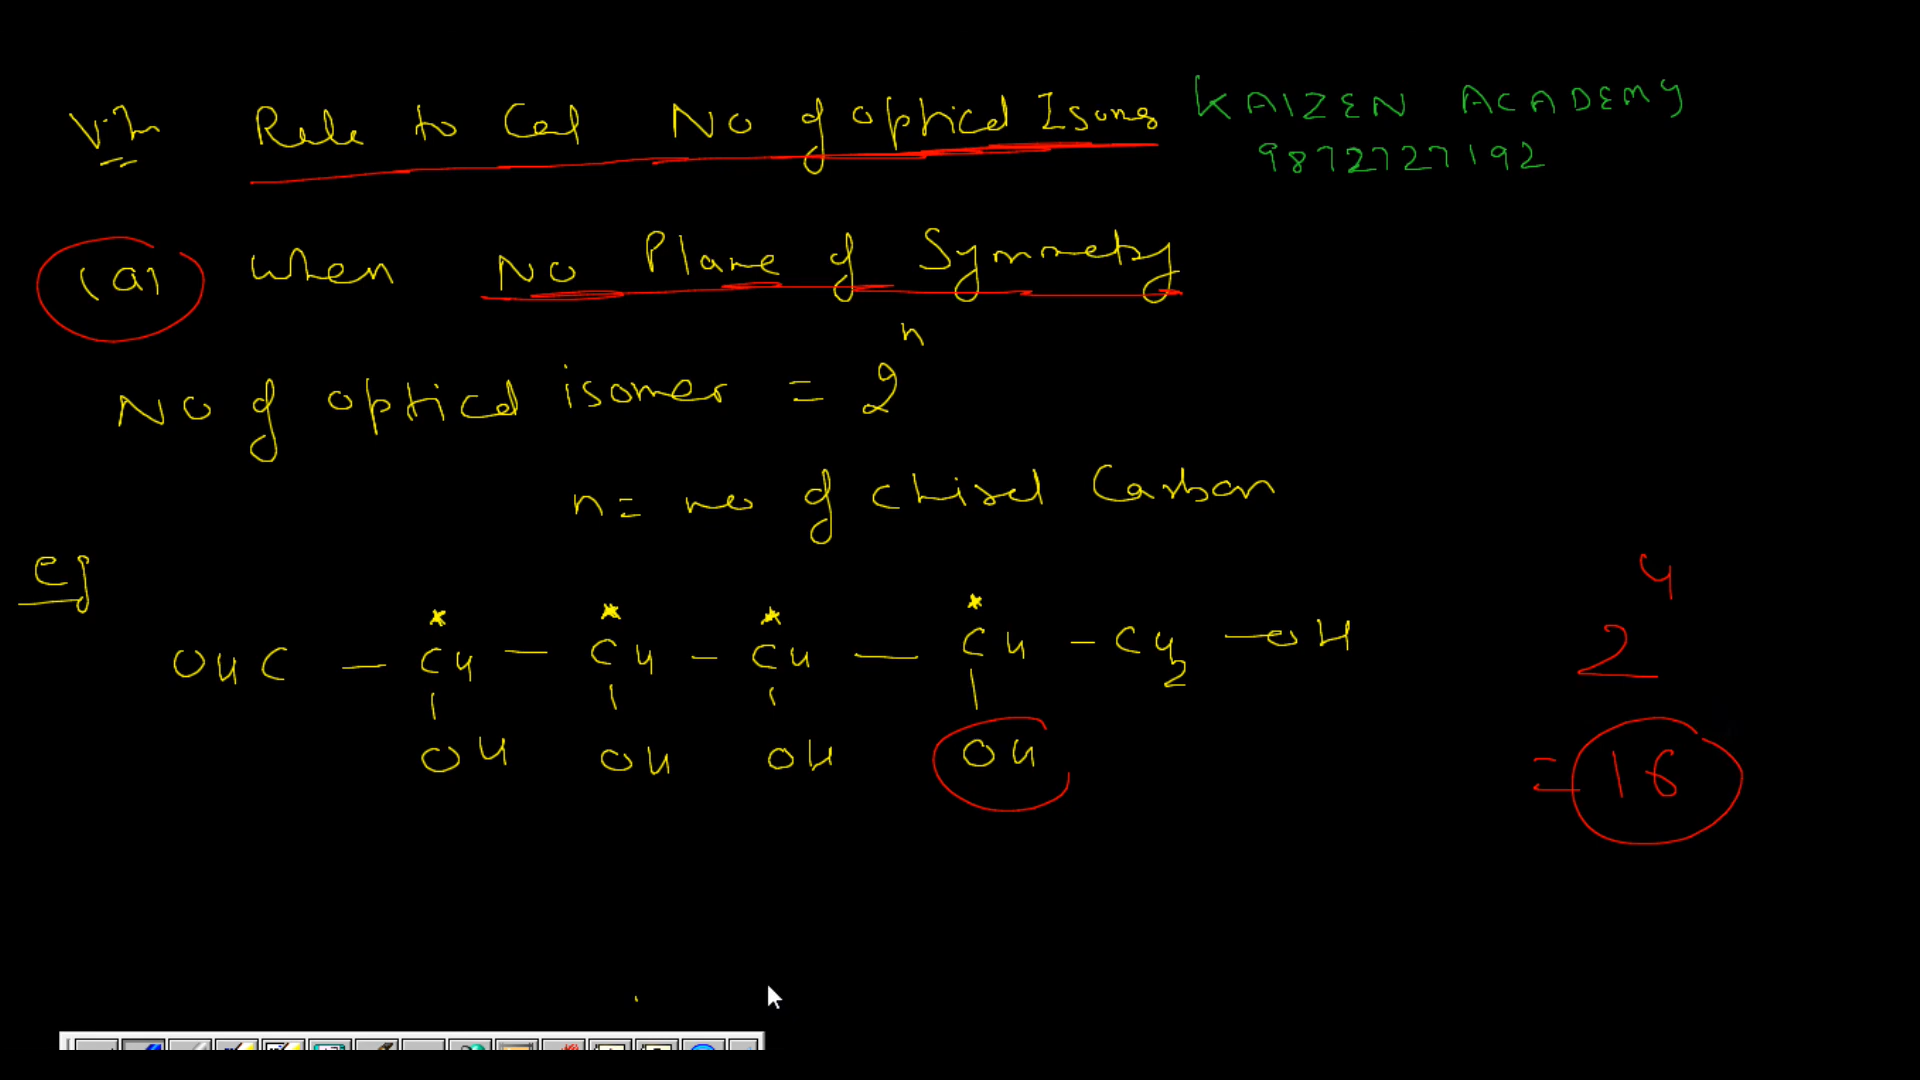 V.Im Rule to Cal No of optical Isomers KAIZEN ACADEMY
9872727192
(a) when No Plane of Symmetry
No of optical isomer = 2^n
n = no of chiral Carbon
eg
* * * *
OHC - CH - CH - CH - CH - CH2 - OH
OH OH OH OH
2^4
= 16